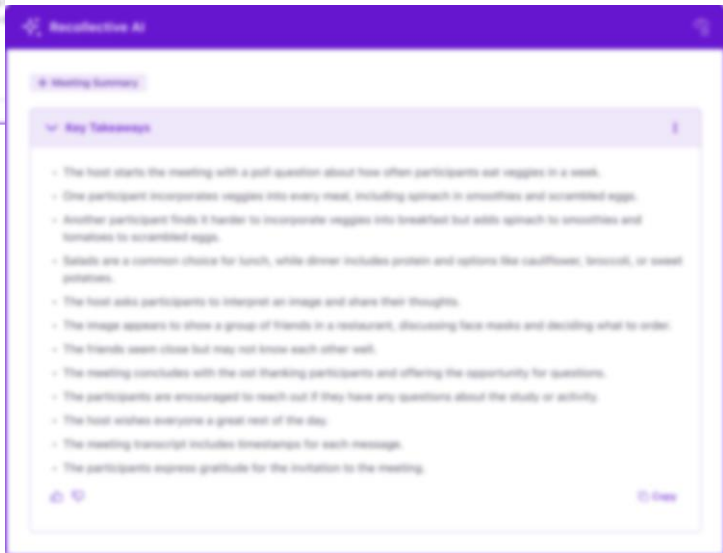 Recollective AI
Meeting Summary
Key Takeaways
- The host starts the meeting with a poll question about how often participants eat veggies in a week.
- One participant incorporates veggies into every meal, including spinach in smoothies and scrambled eggs.
- Another participant finds it harder to incorporate veggies into breakfast but adds spinach to smoothies and
tomatoes to scrambled eggs.
- Salads are a common choice for lunch, while dinner includes protein and options like cauliflower, broccoli, or sweet
potatoes.
- The host asks participants to interpret an image and share their thoughts.
- The image appears to show a group of friends in a restaurant, discussing face masks and deciding what to order.
- The friends seem close but may not know each other well.
- The meeting concludes with the ost thanking participants and offering the opportunity for questions.
- The participants are encouraged to reach out if they have any questions about the study or activity.
- The host wishes everyone a great rest of the day.
- The meeting transcript includes timestamps for each message.
- The participants express gratitude for the invitation to the meeting.
Copy